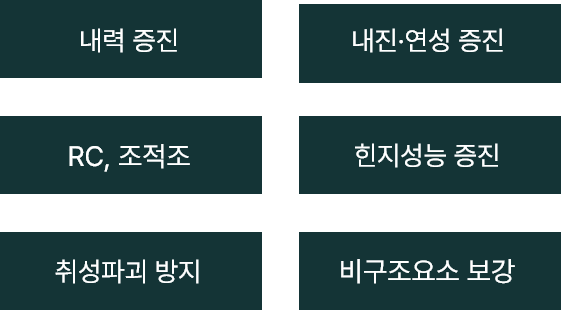 내력 증진
내진·연성 증진
RC, 조적조
힌지성능 증진
취성파괴 방지
비구조요소 보강